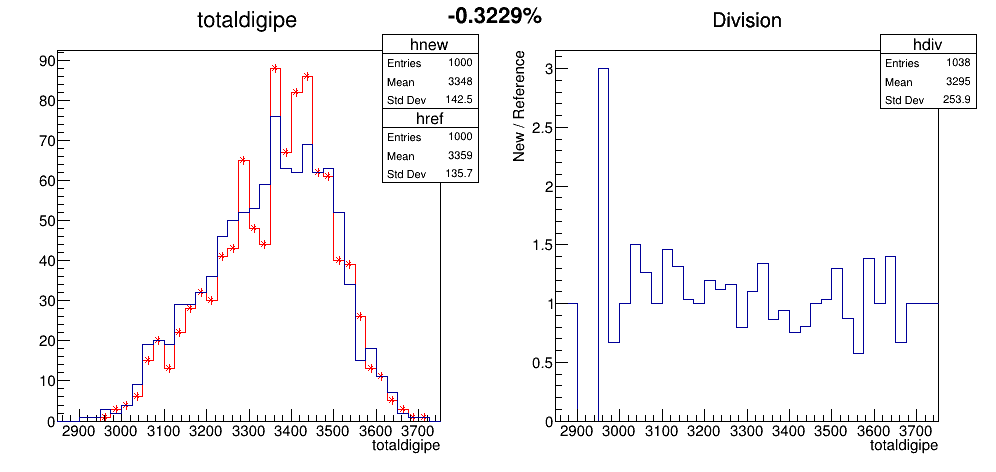 -0.3229%
totaldigipe
hnew
Entries 1000
Mean 3348
Std Dev 142.5
href
Entries 1000
Mean 3359
Std Dev 135.7
90
80
70
60
50
40
30
20
10
0
2900 3000 3100 3200 3300 3400 3500 3600 3700
totaldigipe
Division
hdiv
Entries 1038
Mean 3295
Std Dev 253.9
New / Reference
3
2.5
2
1.5
1
0.5
0
2900 3000 3100 3200 3300 3400 3500 3600 3700
totaldigipe